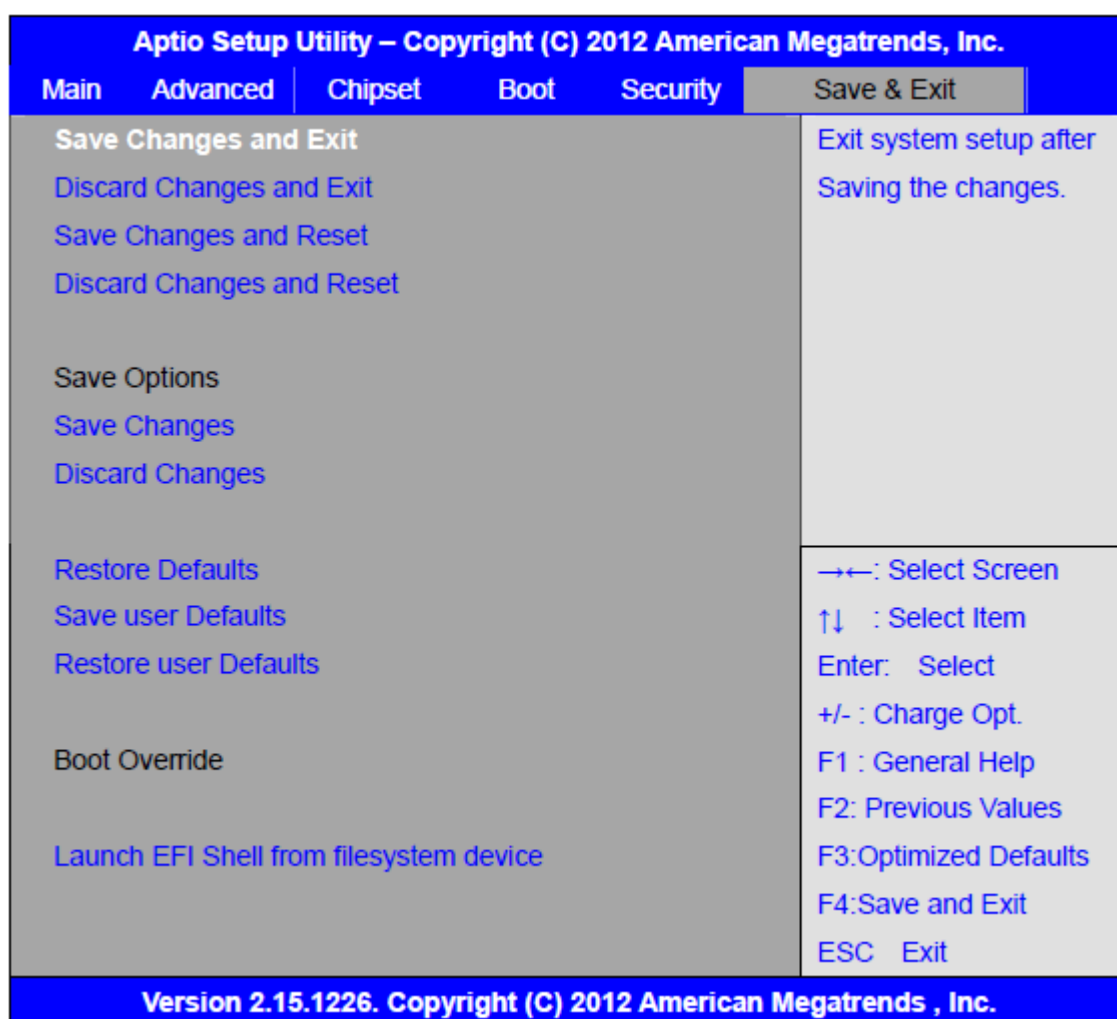 Aptio Setup Utility – Copyright (C) 2012 American Megatrends, Inc.
Main Advanced Chipset Boot Security Save & Exit
Save Changes and Exit
Discard Changes and Exit
Save Changes and Reset
Discard Changes and Reset
Save Options
Save Changes
Discard Changes
Restore Defaults
Save user Defaults
Restore user Defaults
Boot Override
Launch EFI Shell from filesystem device
Exit system setup after
Saving the changes.
→←: Select Screen
↑↓ : Select Item
Enter: Select
+/- : Charge Opt.
F1 : General Help
F2: Previous Values
F3:Optimized Defaults
F4:Save and Exit
ESC Exit
Version 2.15.1226. Copyright (C) 2012 American Megatrends , Inc.